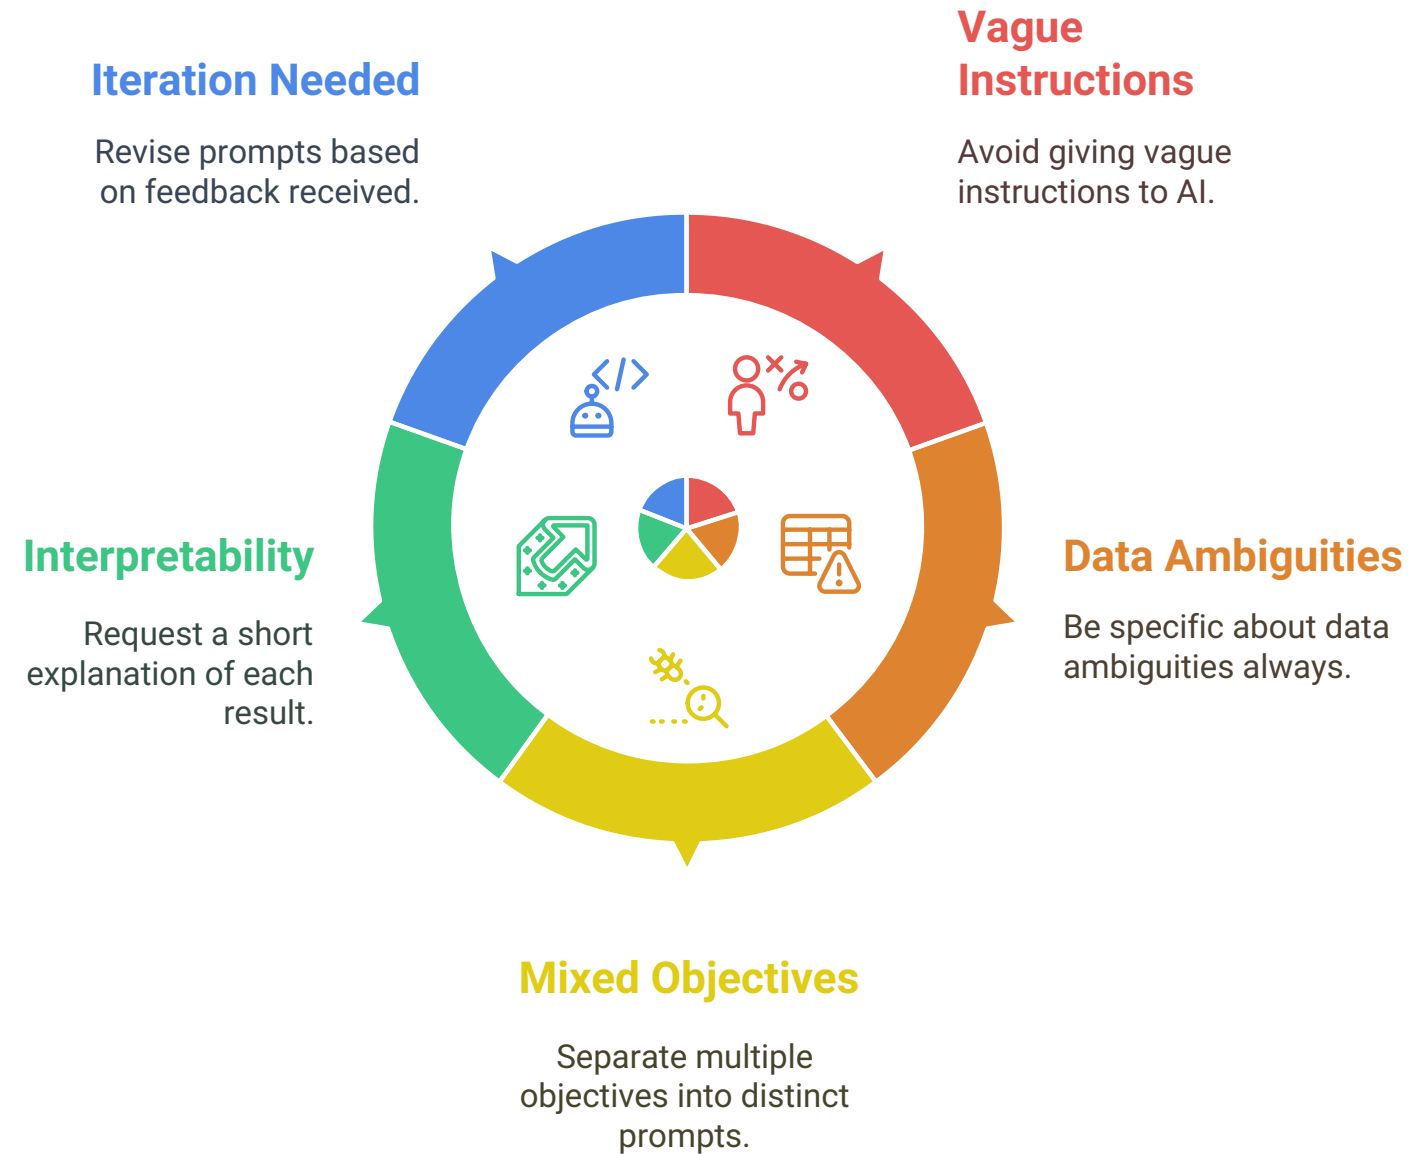 Iteration Needed
Revise prompts based
on feedback received.
Vague
Instructions
Avoid giving vague
instructions to AI.
Interpretability
Request a short
explanation of each
result.
Data Ambiguities
Be specific about data
ambiguities always.
Mixed Objectives
Separate multiple
objectives into distinct
prompts.